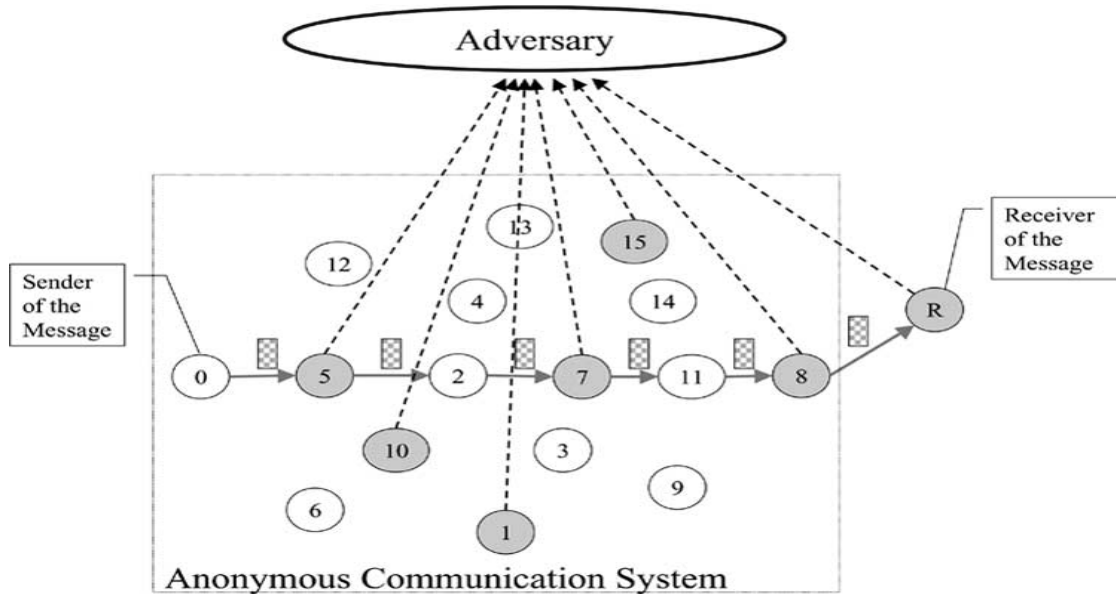 Adversary
13
15
12
Receiver
of the
Message
Sender
of the
Message
4
14
R
0
5
2
7
11
8
10
3
6
9
1
Anonymous Communication System